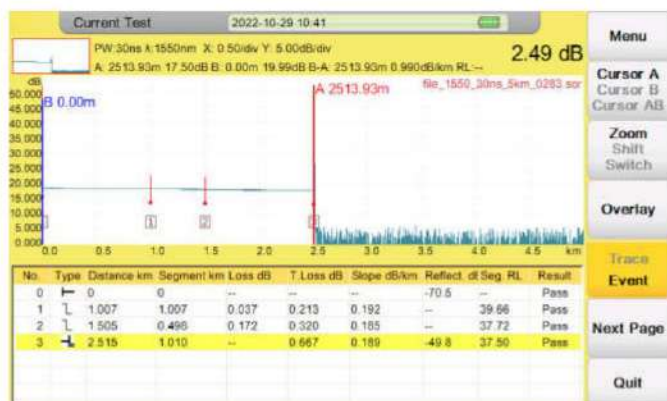 Current Test
2022-10-29 10:41
PW:30ns λ:1550nm X: 0.50/div Y: 5.00dB/div
A: 2513.93m 17.50dB B: 0.00m 19.99dB B-A: 2513.93m 0.990dB/km RL:--
2.49 dB
dB
50.000
45.000
40.000
35.000
30.000
25.000
20.000
15.000
10.000
5.000
0.000
B 0.00m
A 2513.93m
file_1550_30ns_5km_0283.sor
1
2
0.0 0.5 1.0 1.5 2.0 2.5 3.0 3.5 4.0 4.5 km
No. Type Distance km Segment km Loss dB T.Loss dB Slope dB/km Reflect. dB Seg. RL Result
0 0 0 -- -- -- -70.5 -- Pass
1 1.007 1.007 0.037 0.213 0.192 -- 39.66 Pass
2 1.505 0.498 0.172 0.320 0.185 -- 37.72 Pass
3 2.515 1.010 -- 0.667 0.189 -49.8 37.50 Pass
Menu
Cursor A
Cursor B
Cursor AB
Zoom
Shift
Switch
Overlay
Trace
Event
Next Page
Quit